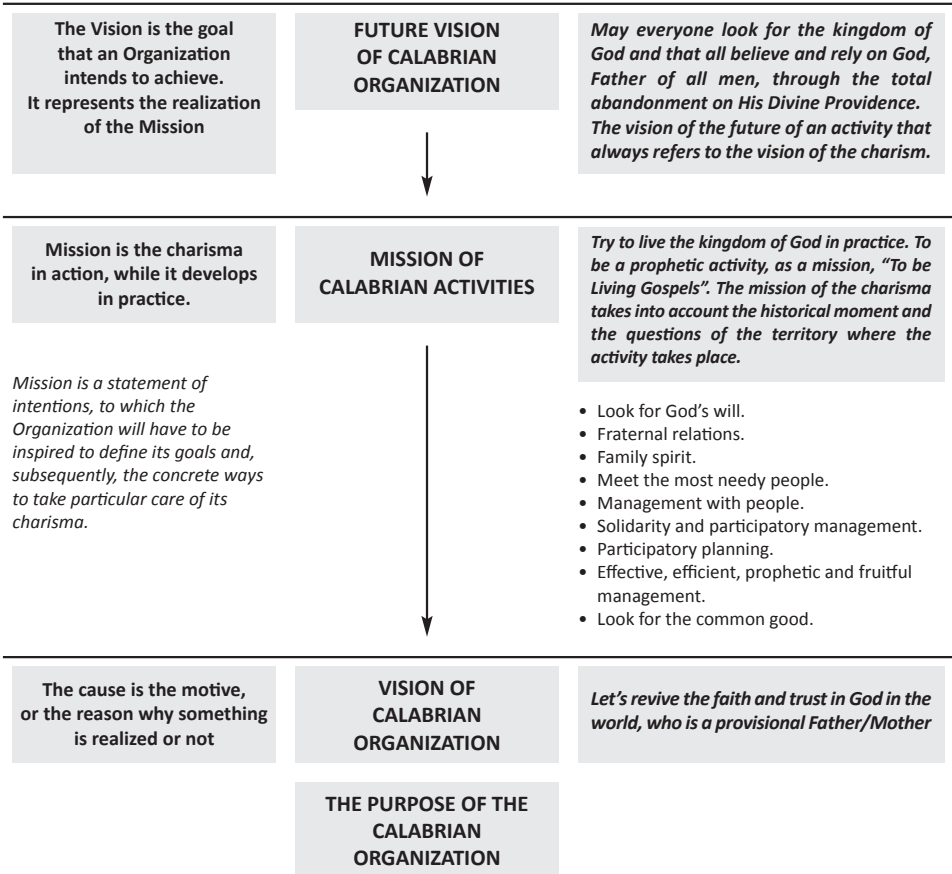 The Vision is the goal
that an Organization
intends to achieve.
It represents the realization
of the Mission
FUTURE VISION
OF CALABRIAN
ORGANIZATION
May everyone look for the kingdom of
God and that all believe and rely on God,
Father of all men, through the total
abandonment on His Divine Providence.
The vision of the future of an activity that
always refers to the vision of the charism.
Mission is the charisma
in action, while it develops
in practice.
Mission is a statement of
intentions, to which the
Organization will have to be
inspired to define its goals and,
subsequently, the concrete ways
to take particular care of its
charisma.
MISSION OF
CALABRIAN ACTIVITIES
Try to live the kingdom of God in practice. To
be a prophetic activity, as a mission, “To be
Living Gospels”. The mission of the charisma
takes into account the historical moment and
the questions of the territory where the
activity takes place.
• Look for God’s will.
• Fraternal relations.
• Family spirit.
• Meet the most needy people.
• Management with people.
• Solidarity and participatory management.
• Participatory planning.
• Effective, efficient, prophetic and fruitful
management.
• Look for the common good.
The cause is the motive,
or the reason why something
is realized or not
VISION OF
CALABRIAN
ORGANIZATION
Let’s revive the faith and trust in God in the
world, who is a provisional Father/Mother
THE PURPOSE OF THE
CALABRIAN
ORGANIZATION